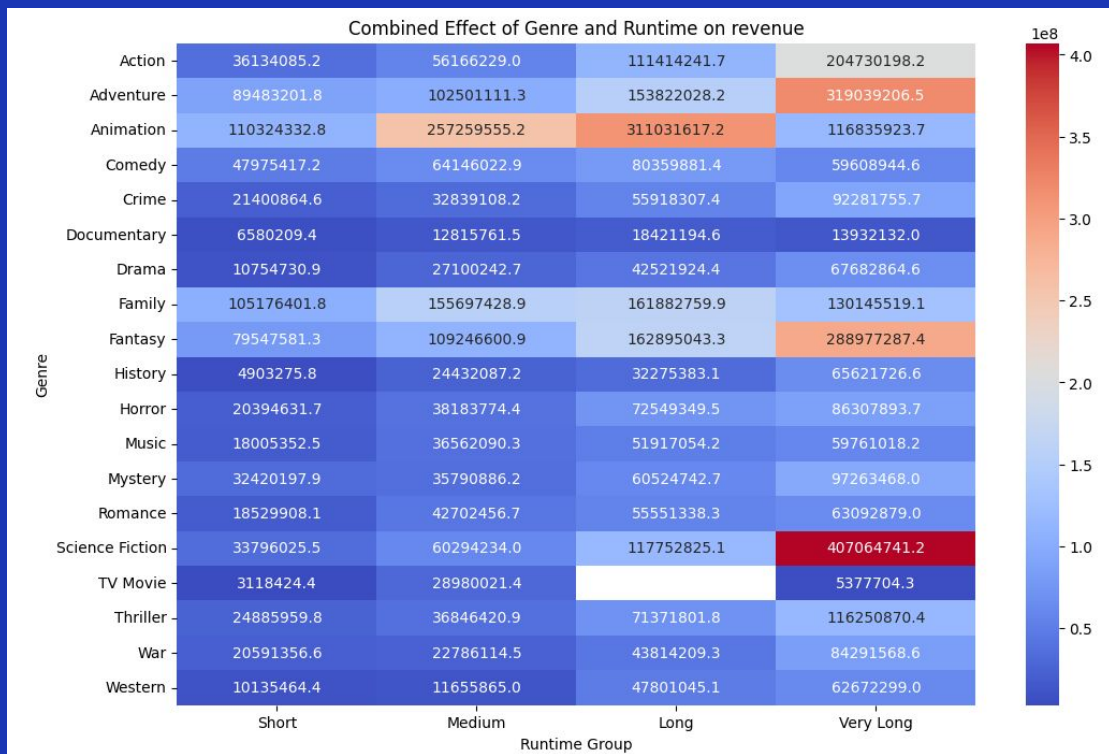 Combined Effect of Genre and Runtime on revenue
1e8
Action 36134085.2 56166229.0 111414241.7 204730198.2
Adventure 89483201.8 102501111.3 153822028.2 319039206.5
Animation 110324332.8 257259555.2 311031617.2 116835923.7
Comedy 47975417.2 64146022.9 80359881.4 59608944.6
Crime 21400864.6 32839108.2 55918307.4 92281755.7
Documentary 6580209.4 12815761.5 18421194.6 13932132.0
Drama 10754730.9 27100242.7 42521924.4 67682864.6
Family 105176401.8 155697428.9 161882759.9 130145519.1
Fantasy 79547581.3 109246600.9 162895043.3 288977287.4
History 4903275.8 24432087.2 32275383.1 65621726.6
Horror 20394631.7 38183774.4 72549349.5 86307893.7
Music 18005352.5 36562090.3 51917054.2 59761018.2
Mystery 32420197.9 35790886.2 60524742.7 97263468.0
Romance 18529908.1 42702456.7 55551338.3 63092879.0
Science Fiction 33796025.5 60294234.0 117752825.1 407064741.2
TV Movie 3118424.4 28980021.4 5377704.3
Thriller 24885959.8 36846420.9 71371801.8 116250870.4
War 20591356.6 22786114.5 43814209.3 84291568.6
Western 10135464.4 11655865.0 47801045.1 62672299.0
Short Medium Long Very Long
Runtime Group
Genre
4.0
3.5
3.0
2.5
2.0
1.5
1.0
0.5